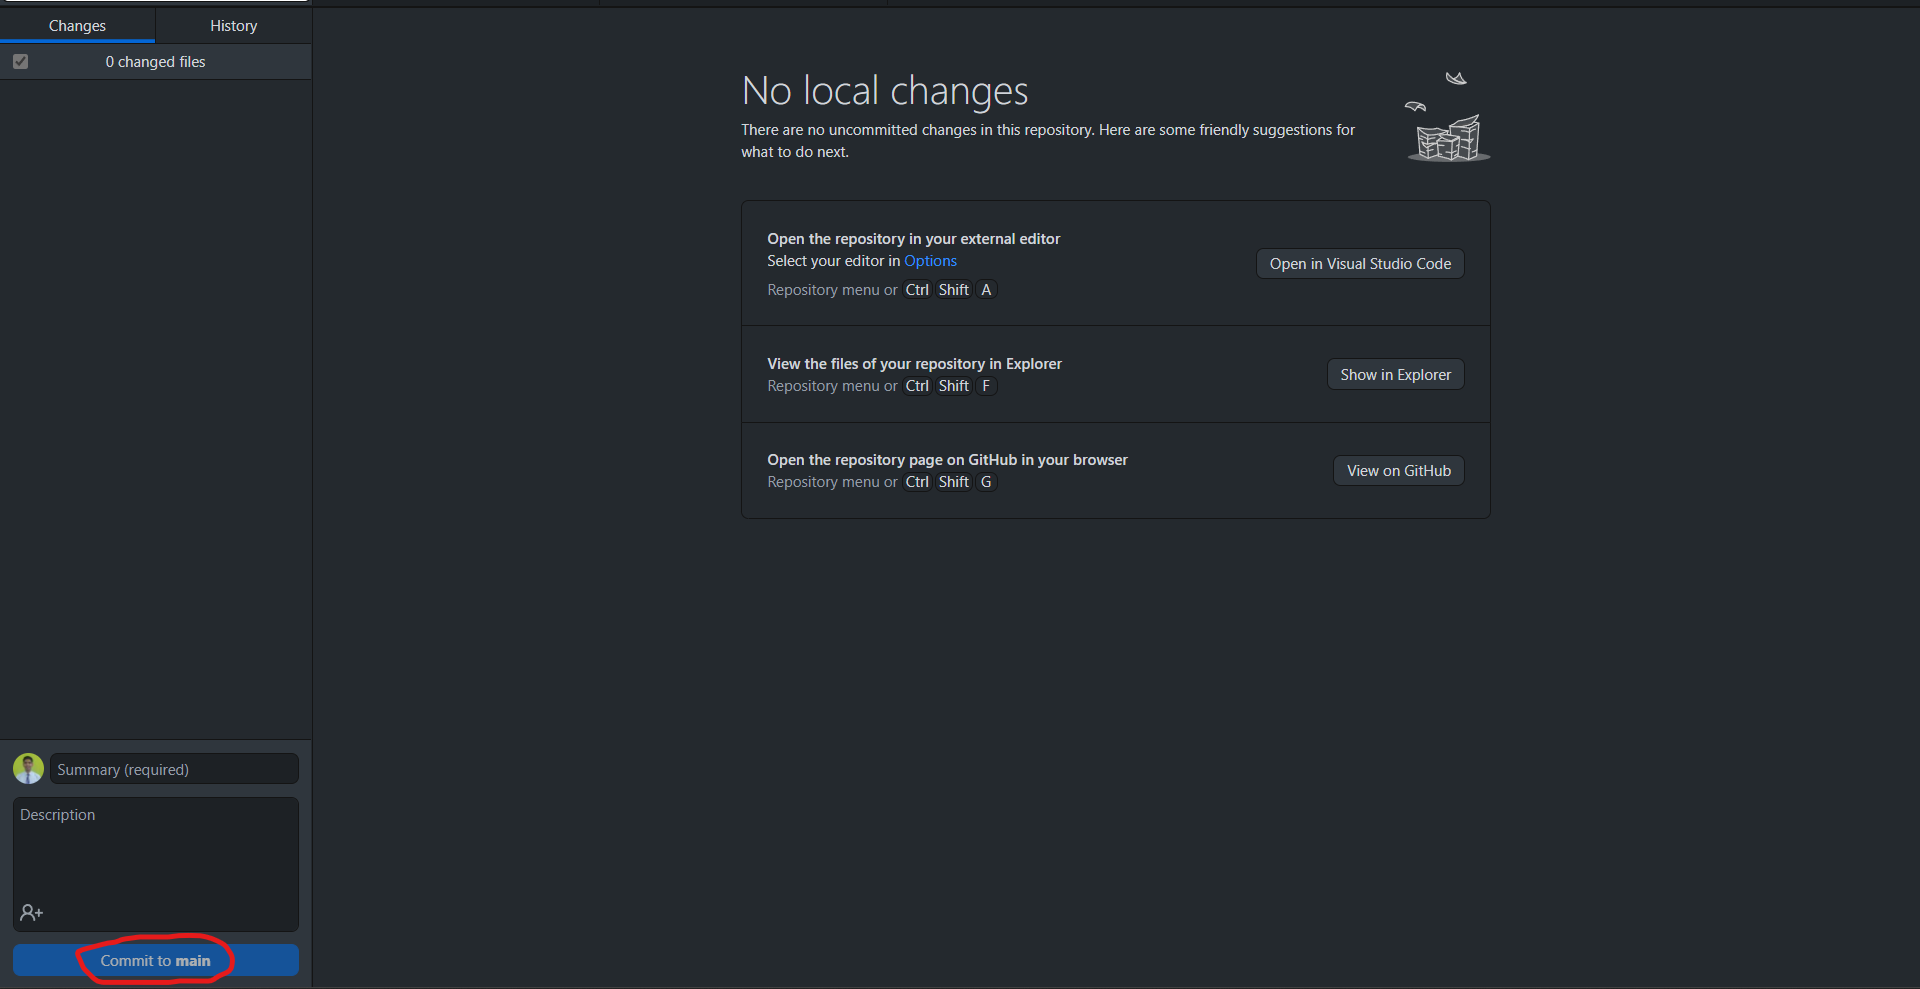 Changes
History
0 changed files
No local changes
There are no uncommitted changes in this repository. Here are some friendly suggestions for
what to do next.
Open the repository in your external editor
Select your editor in Options
Repository menu or Ctrl Shift A
Open in Visual Studio Code
View the files of your repository in Explorer
Repository menu or Ctrl Shift F
Show in Explorer
Open the repository page on GitHub in your browser
Repository menu or Ctrl Shift G
View on GitHub
Summary (required)
Description
Commit to main